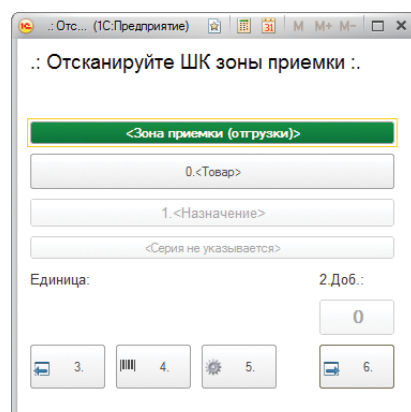 .: Отс... (1С:Предприятие) 31 M M+ M-
.: Отсканируйте ШК зоны приемки :.
<Зона приемки (отгрузки)>
0.<Товар>
1.<Назначение>
<Серия не указывается>
Единица: 2.Доб.:
0
3. 4. 5. 6.